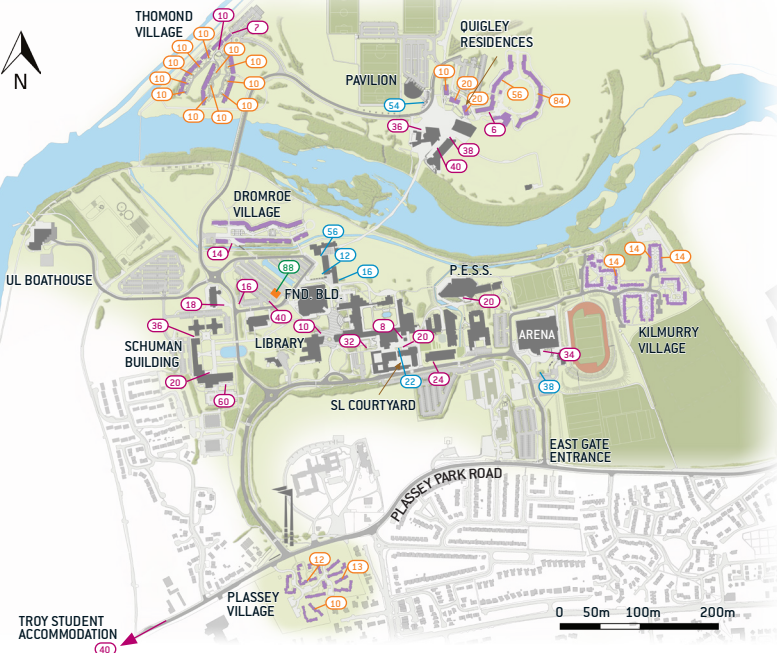 THOMOND
VILLAGE
10
7
10
10
10
10
10
10
10
10
10
10
10
N
PAVILION
54
QUIGLEY
RESIDENCES
10
20
20
56
84
6
36
38
40
DROMROE
VILLAGE
14
56
12
16
88
FND. BLD.
UL BOATHOUSE
18
16
40
P.E.S.S.
20
14
14
14
KILMURRY
VILLAGE
36
SCHUMAN
BUILDING
20
60
LIBRARY
10
32
8
20
22
24
SL COURTYARD
ARENA
34
38
EAST GATE
ENTRANCE
PLASSEY PARK ROAD
12
13
10
PLASSEY
VILLAGE
TROY STUDENT
ACCOMMODATION
40
0 50m 100m 200m